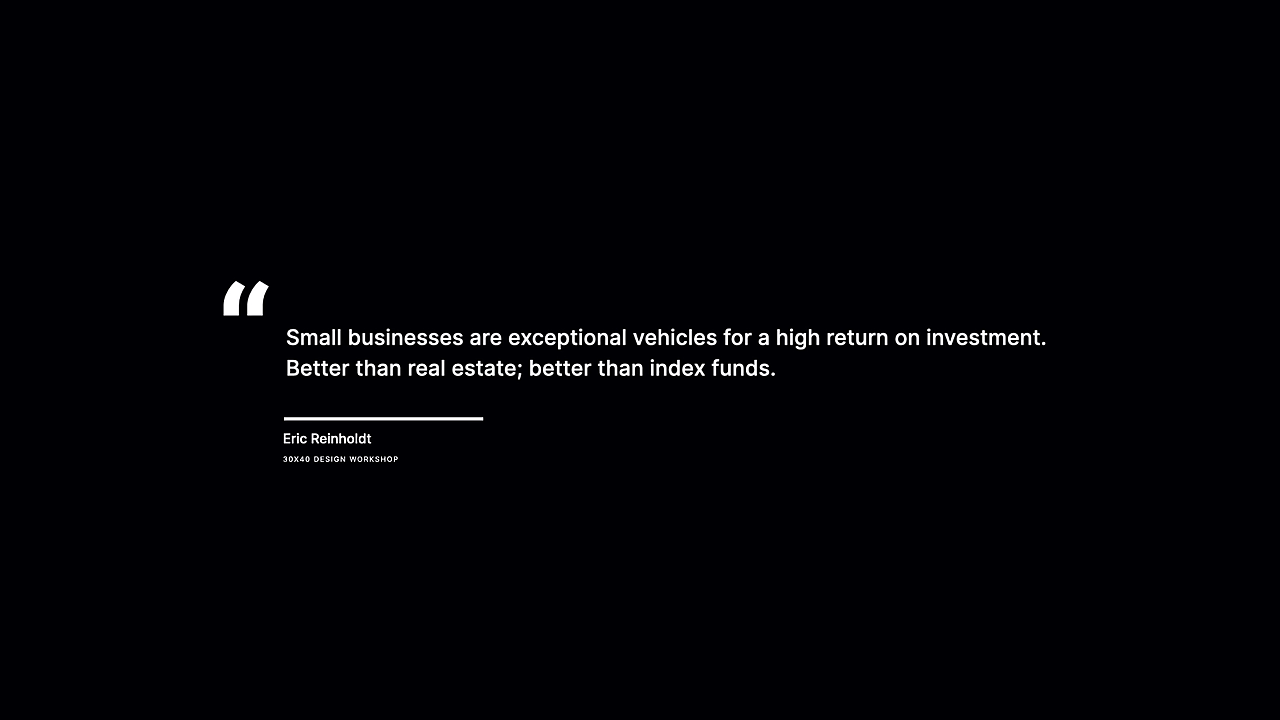 “
Small businesses are exceptional vehicles for a high return on investment.
Better than real estate; better than index funds.
Eric Reinholdt
30X40 DESIGN WORKSHOP